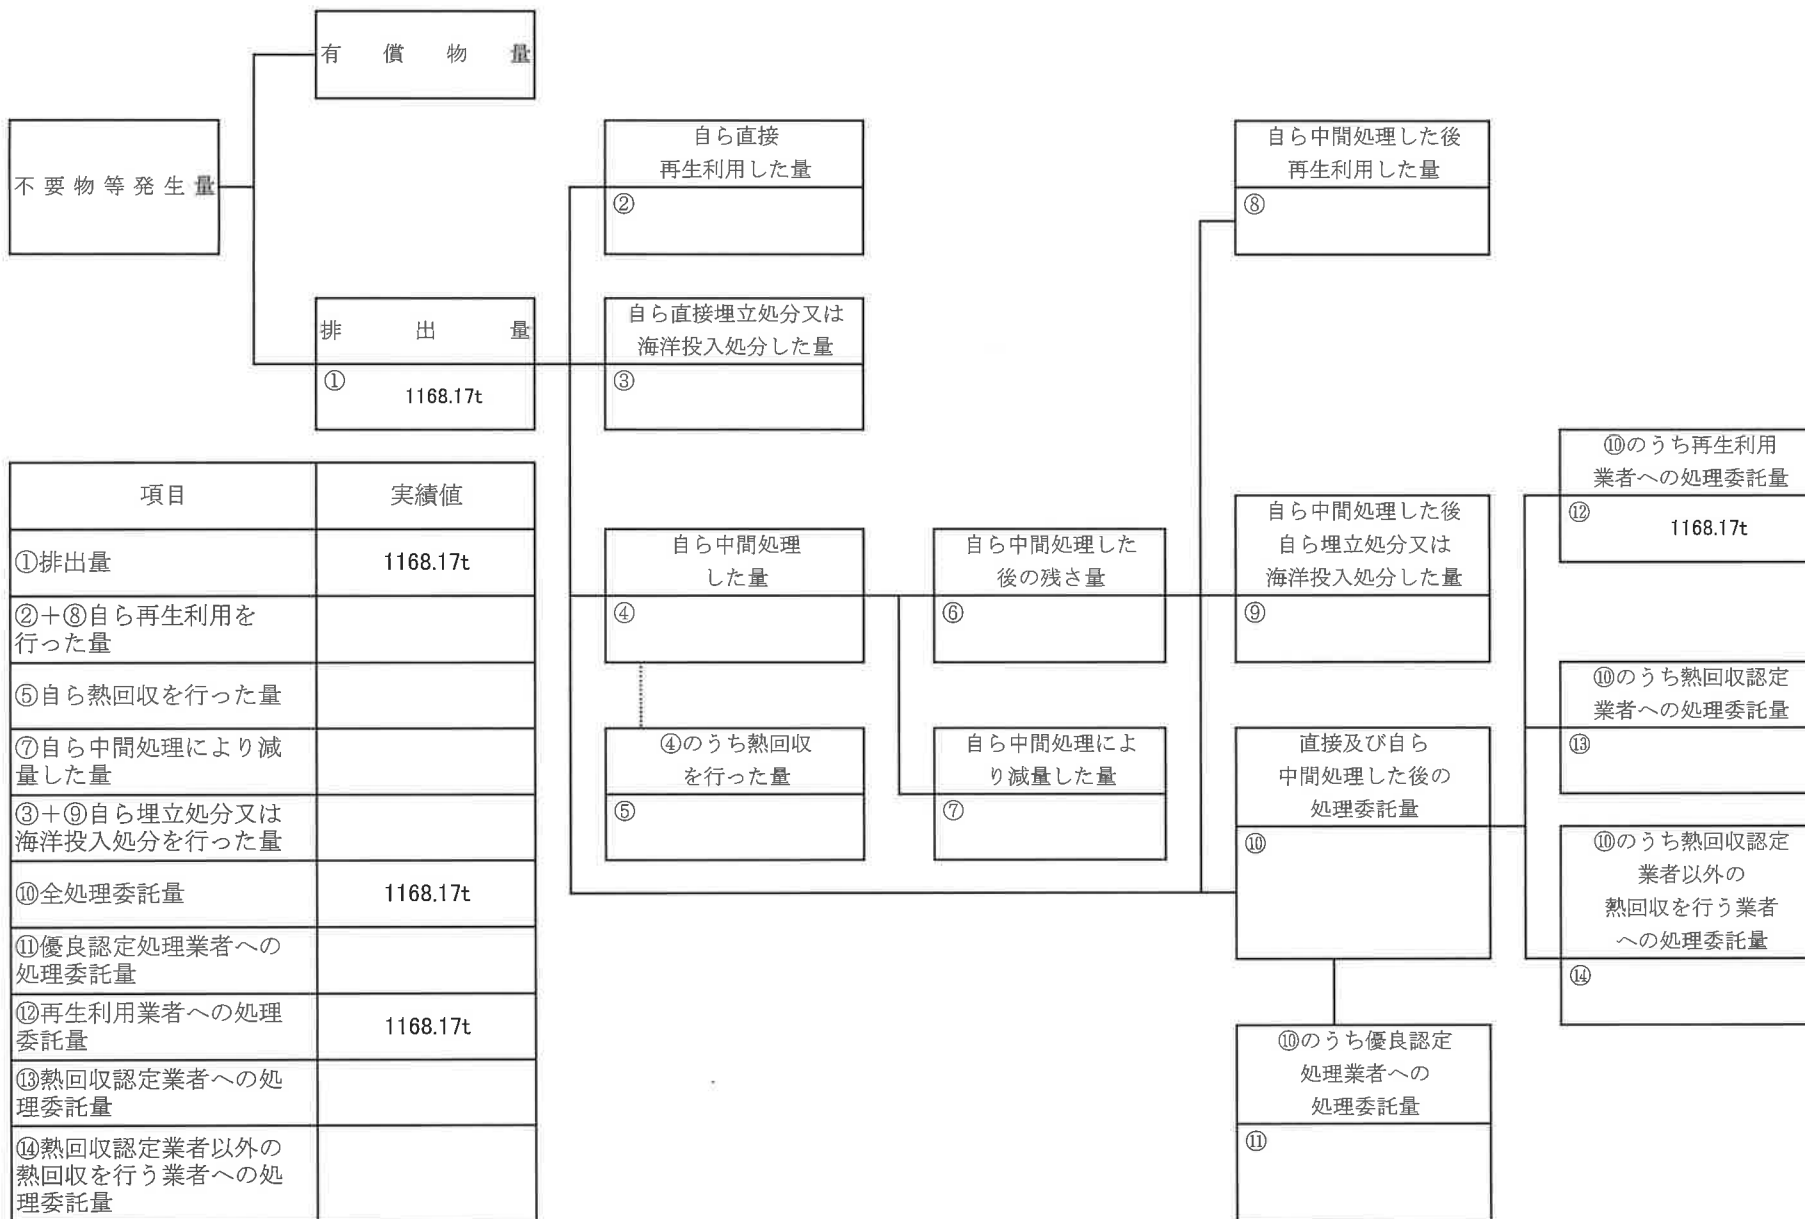 有償物量
不要物等発生量
自ら直接
再生利用した量
②
自ら中間処理した後
再生利用した量
⑧
排出量
①
1168.17t
自ら直接埋立処分又は
海洋投入処分した量
③
⑩のうち再生利用
業者への処理委託量
⑫
1168.17t
自ら中間処理
した量
④
自ら中間処理した
後の残さ量
⑥
自ら中間処理した後
自ら埋立処分又は
海洋投入処分した量
⑨
④のうち熱回収
を行った量
⑤
自ら中間処理によ
り減量した量
⑦
直接及び自ら
中間処理した後の
処理委託量
⑩
⑩のうち熱回収認定
業者への処理委託量
⑬
⑩のうち熱回収認定
業者以外の
熱回収を行う業者
への処理委託量
⑭
⑩のうち優良認定
処理業者への
処理委託量
⑪
項目 実績値
①排出量 1168.17t
②+⑧自ら再生利用を
行った量
⑤自ら熱回収を行った量
⑦自ら中間処理により減
量した量
③+⑨自ら埋立処分又は
海洋投入処分を行った量
⑩全処理委託量 1168.17t
⑪優良認定処理業者への
処理委託量
⑫再生利用業者への処理
委託量 1168.17t
⑬熱回収認定業者への処
理委託量
⑭熱回収認定業者以外の
熱回収を行う業者への処
理委託量